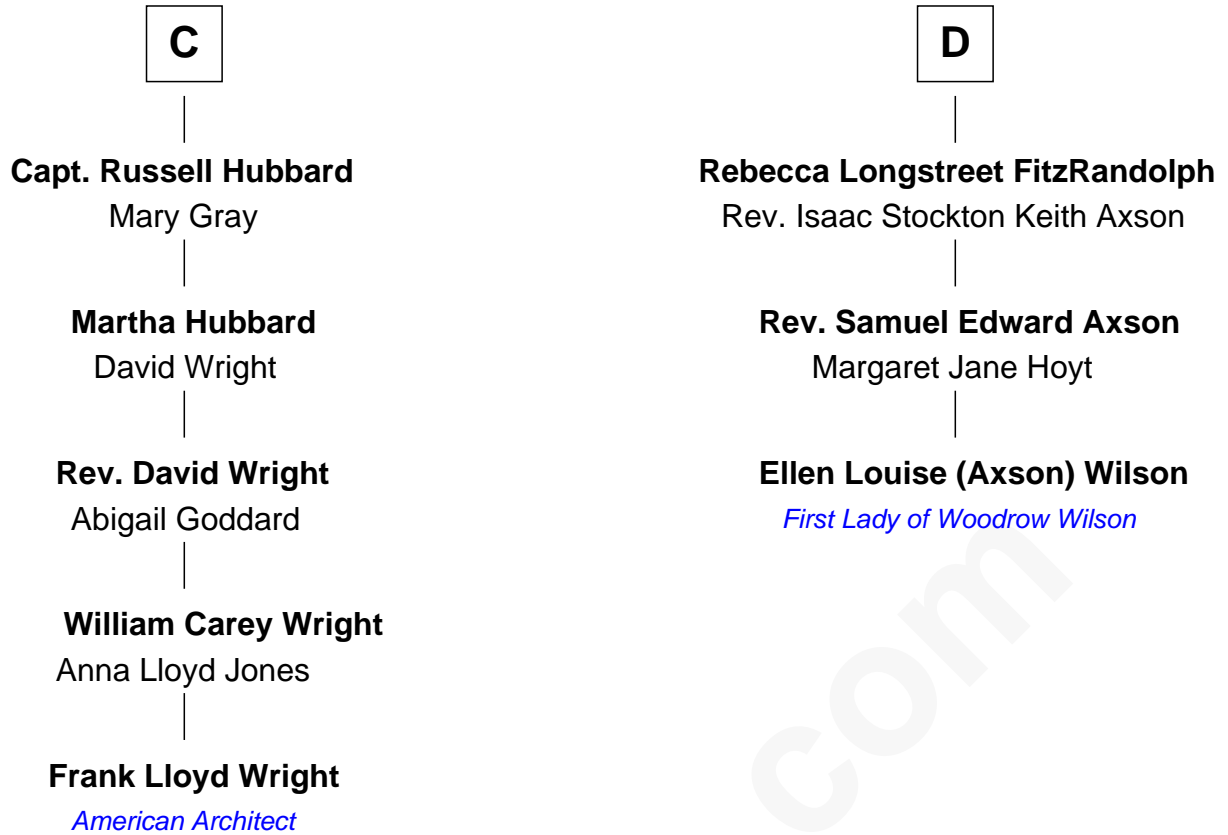 C
Capt. Russell Hubbard
Mary Gray
Martha Hubbard
David Wright
Rev. David Wright
Abigail Goddard
William Carey Wright
Anna Lloyd Jones
Frank Lloyd Wright
American Architect
D
Rebecca Longstreet FitzRandolph
Rev. Isaac Stockton Keith Axson
Rev. Samuel Edward Axson
Margaret Jane Hoyt
Ellen Louise (Axson) Wilson
First Lady of Woodrow Wilson
com